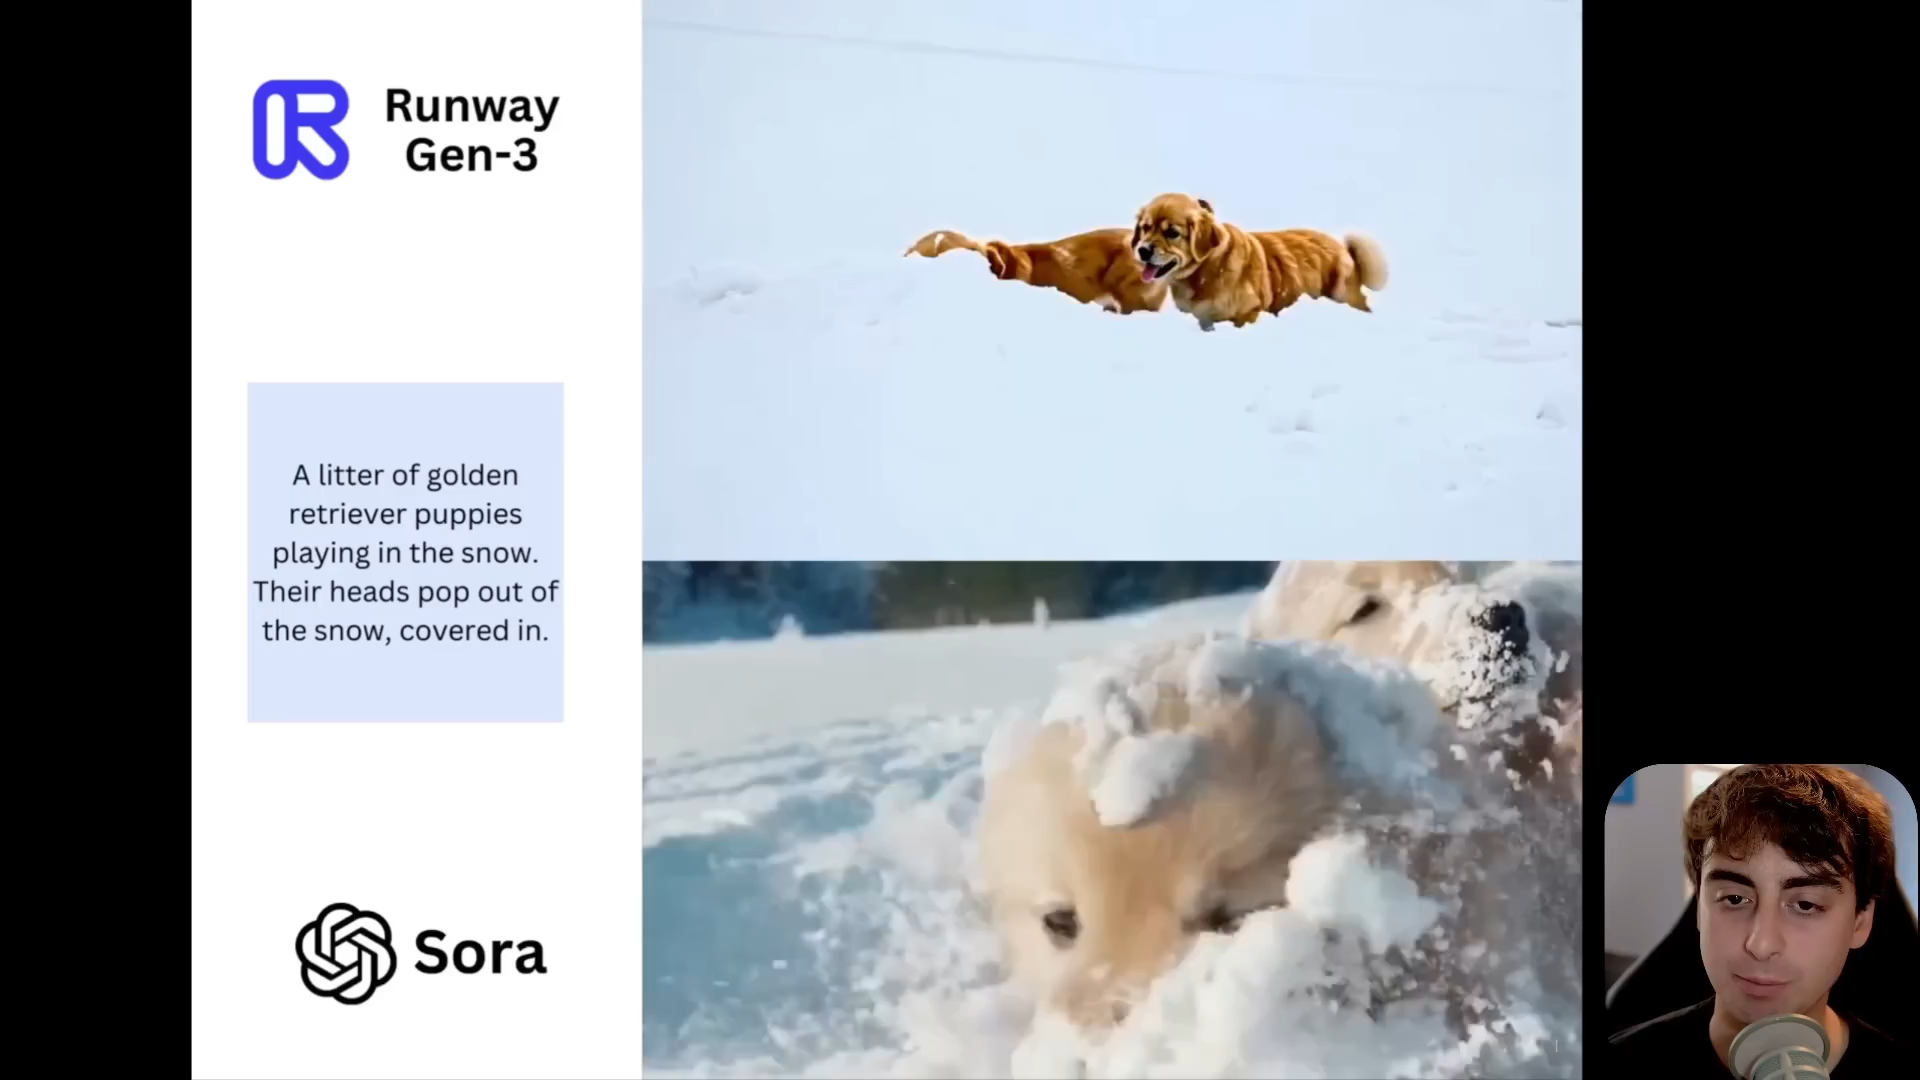 Runway
Gen-3
A litter of golden
retriever puppies
playing in the snow.
Their heads pop out of
the snow, covered in.
Sora